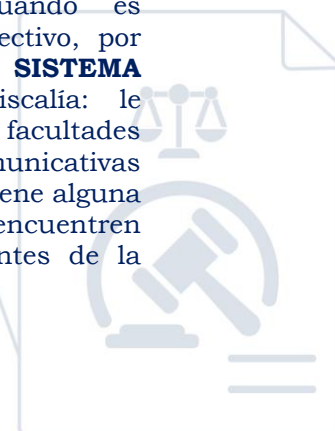 cuando es
ectivo, por
SISTEMA
iscalía: le
facultades
municativas
ene alguna
encuentren
ntes de la